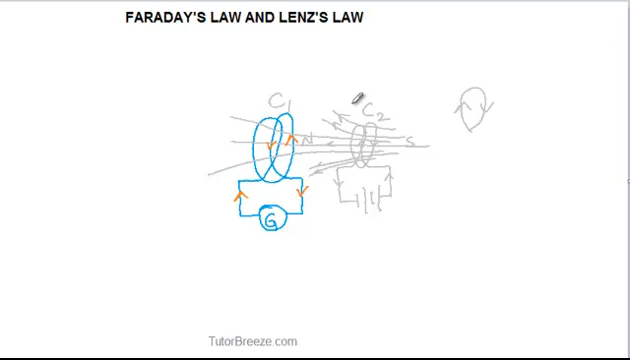 FARADAY'S LAW AND LENZ'S LAW
C1
C2
N
S
G
TutorBreeze.com